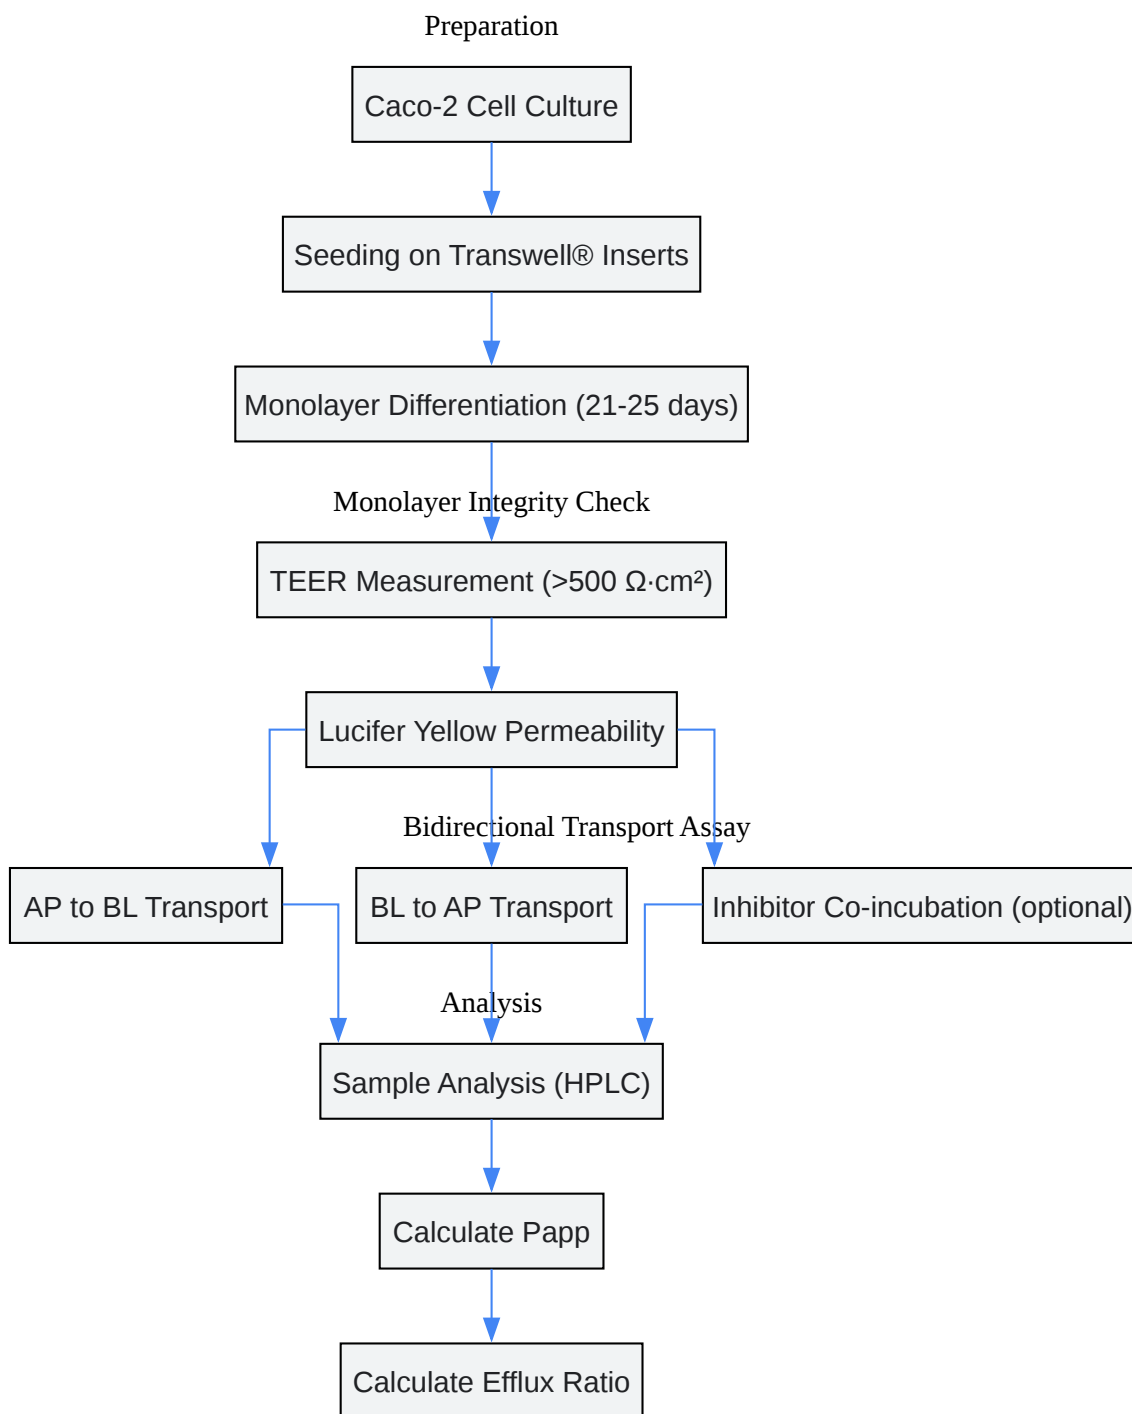 Preparation
Caco-2 Cell Culture
Seeding on Transwell® Inserts
Monolayer Differentiation (21-25 days)
Monolayer Integrity Check
TEER Measurement (>500 Ω·cm²)
Lucifer Yellow Permeability
Bidirectional Transport Assay
AP to BL Transport
BL to AP Transport
Inhibitor Co-incubation (optional)
Analysis
Sample Analysis (HPLC)
Calculate Papp
Calculate Efflux Ratio